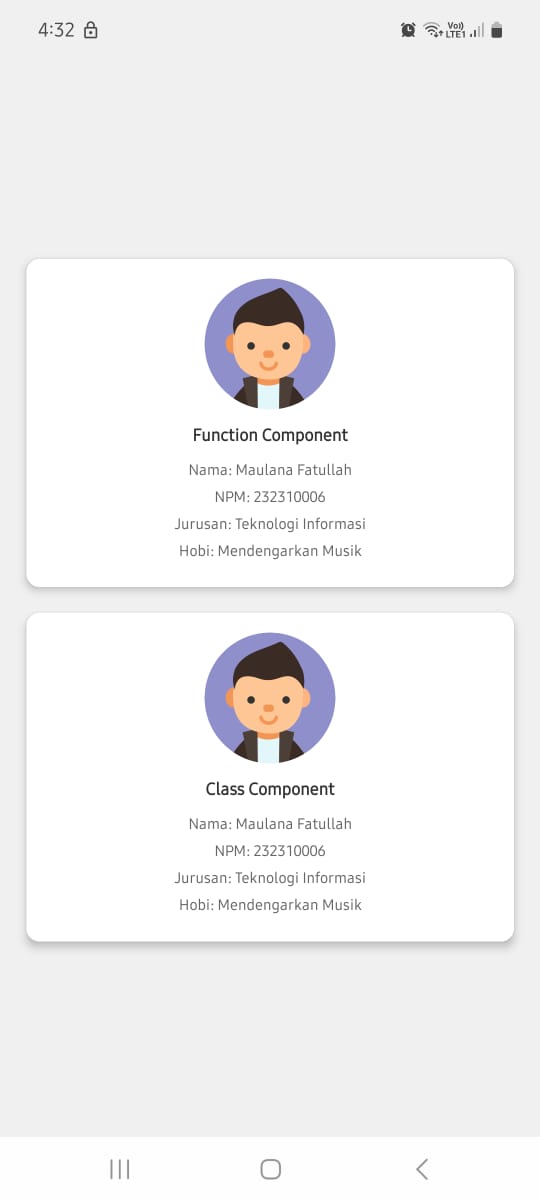 4:32
Vo))
LTE1
Function Component
Nama: Maulana Fatullah
NPM: 232310006
Jurusan: Teknologi Informasi
Hobi: Mendengarkan Musik
Class Component
Nama: Maulana Fatullah
NPM: 232310006
Jurusan: Teknologi Informasi
Hobi: Mendengarkan Musik